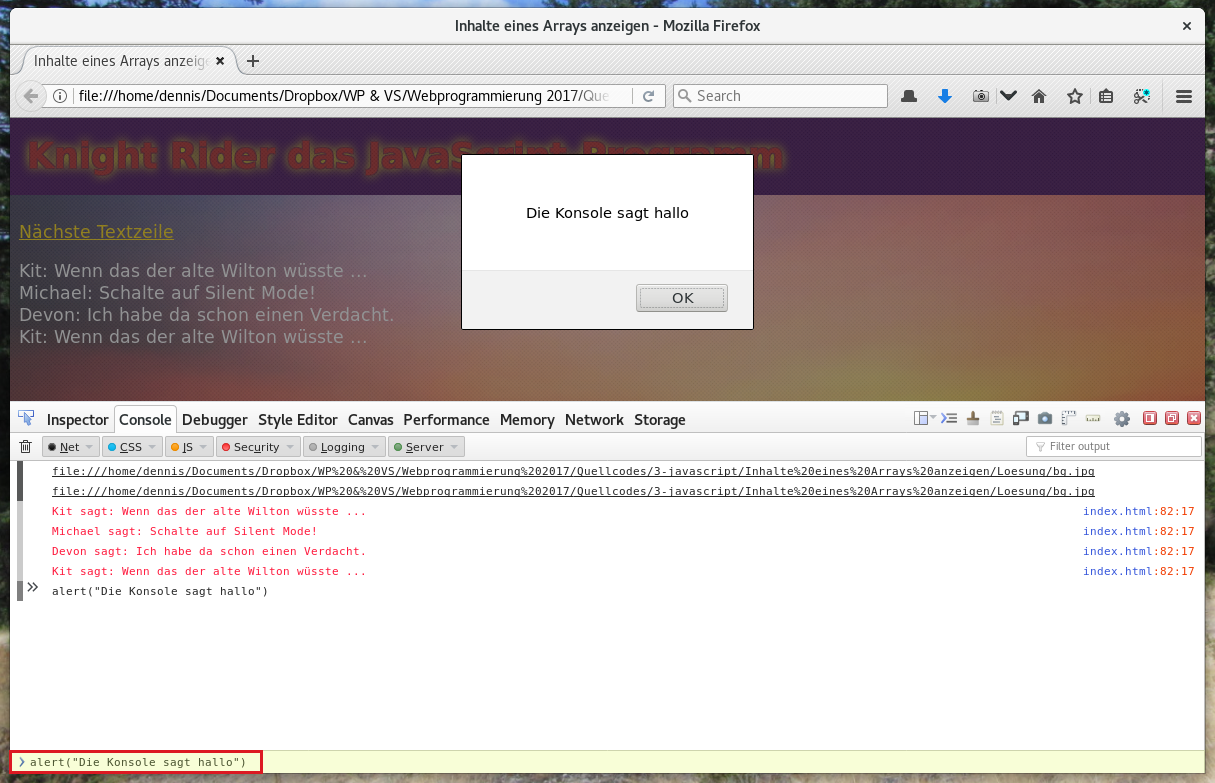 Inhalte eines Arrays anzeigen - Mozilla Firefox
Inhalte eines Arrays anzeige
file:///home/dennis/Documents/Dropbox/WP & VS/Webprogrammierung 2017/Que
Search
Knight Rider das JavaScript Programm
Die Konsole sagt hallo
OK
Nächste Textzeile
Kit: Wenn das der alte Wilton wüsste ...
Michael: Schalte auf Silent Mode!
Devon: Ich habe da schon einen Verdacht.
Kit: Wenn das der alte Wilton wüsste ...
Inspector Console Debugger Style Editor Canvas Performance Memory Network Storage
Net CSS JS Security Logging Server Filter output
file:///home/dennis/Documents/Dropbox/WP%20&%20VS/Webprogrammierung%202017/Quellcodes/3-javascript/Inhalte%20eines%20Arrays%20anzeigen/Loesung/bg.jpg
file:///home/dennis/Documents/Dropbox/WP%20&%20VS/Webprogrammierung%202017/Quellcodes/3-javascript/Inhalte%20eines%20Arrays%20anzeigen/Loesung/bg.jpg
Kit sagt: Wenn das der alte Wilton wüsste ... index.html:82:17
Michael sagt: Schalte auf Silent Mode! index.html:82:17
Devon sagt: Ich habe da schon einen Verdacht. index.html:82:17
Kit sagt: Wenn das der alte Wilton wüsste ... index.html:82:17
alert("Die Konsole sagt hallo")
alert("Die Konsole sagt hallo")